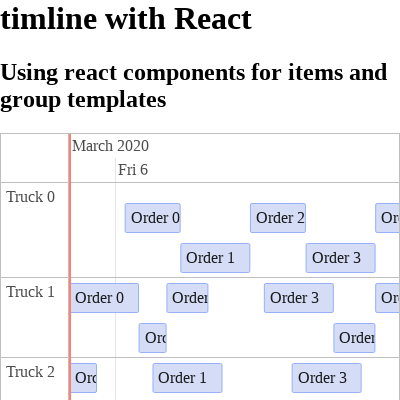 timline with React
Using react components for items and
group templates
March 2020
Fri 6
Truck 0
Order 0 Order 2 Or
Order 1 Order 3
Truck 1
Order 0 Order Order 3 Or
Ord Order
Truck 2
Ord Order 1 Order 3